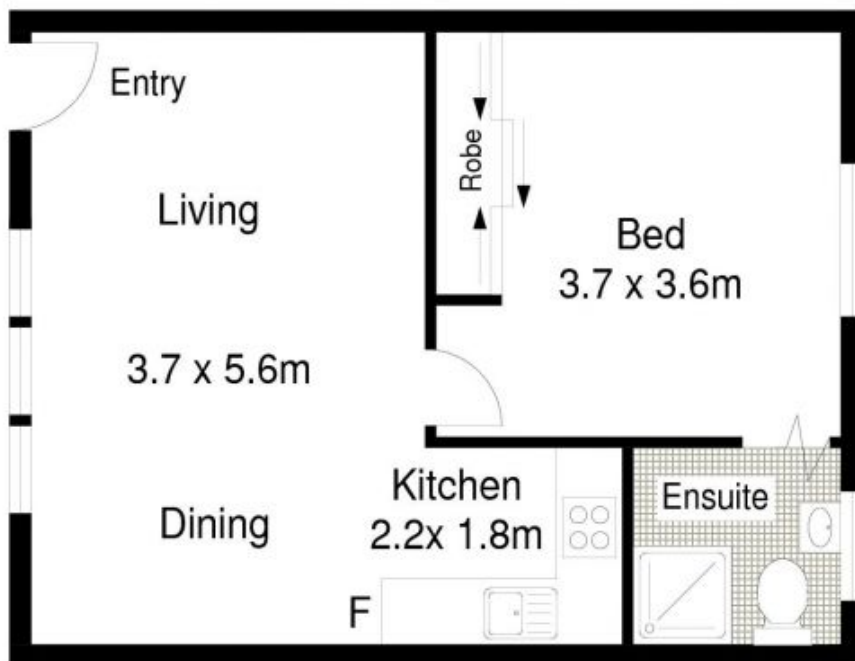 Entry
Living
Robe
Bed
3.7 x 3.6m
3.7 x 5.6m
Kitchen
2.2x 1.8m
Ensuite
Dining
F